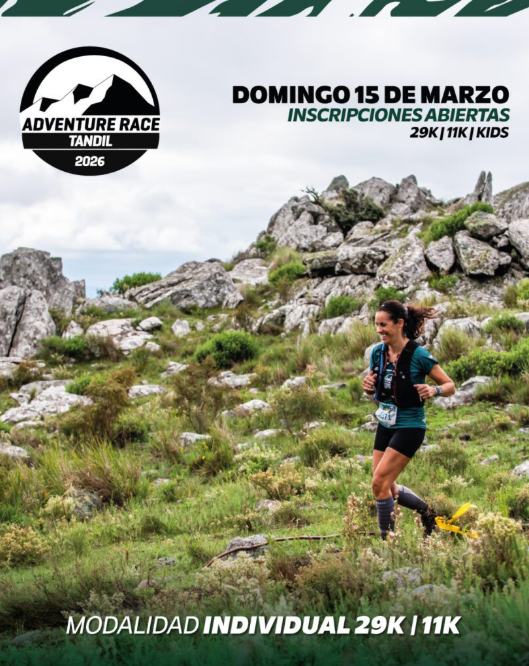 ADVENTURE RACE
TANDIL
2026
DOMINGO 15 DE MARZO
INSCRIPCIONES ABIERTAS
29K | 11K | KIDS
MODALIDAD INDIVIDUAL 29K | 11K